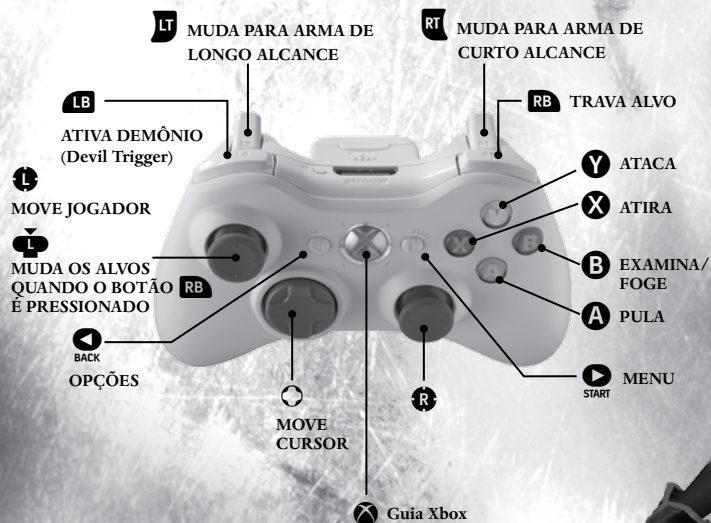 LT MUDA PARA ARMA DE
LONGO ALCANCE
RT MUDA PARA ARMA DE
CURTO ALCANCE
LB
ATIVA DEMÔNIO
(Devil Trigger)
RB TRAVA ALVO
L
MOVE JOGADOR
L
MUDA OS ALVOS
QUANDO O BOTÃO RB
É PRESSIONADO
BACK
OPÇÕES
MOVE
CURSOR
Guia Xbox
R
Y ATACA
X ATIRA
B EXAMINA/
FOGE
A PULA
START MENU
Microsoft
Y
X
B
A